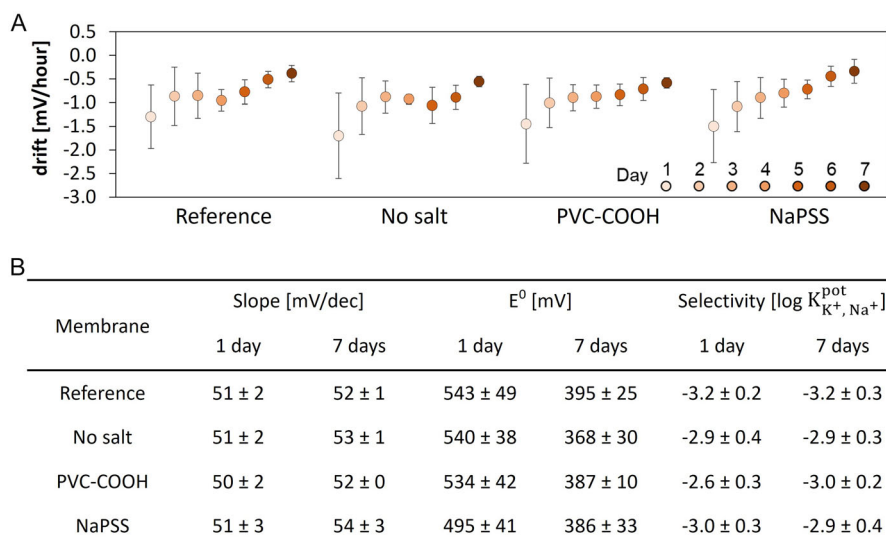 A
drift [mV/hour]
0.5
0.0
-0.5
-1.0
-1.5
-2.0
-2.5
-3.0
Day 1 2 3 4 5 6 7
Reference No salt PVC-COOH NaPSS
B
Membrane Slope [mV/dec] E⁰ [mV] Selectivity [log K^pot_K⁺, Na⁺]
1 day 7 days 1 day 7 days 1 day 7 days
Reference 51 ± 2 52 ± 1 543 ± 49 395 ± 25 -3.2 ± 0.2 -3.2 ± 0.3
No salt 51 ± 2 53 ± 1 540 ± 38 368 ± 30 -2.9 ± 0.4 -2.9 ± 0.3
PVC-COOH 50 ± 2 52 ± 0 534 ± 42 387 ± 10 -2.6 ± 0.3 -3.0 ± 0.2
NaPSS 51 ± 3 54 ± 3 495 ± 41 386 ± 33 -3.0 ± 0.3 -2.9 ± 0.4